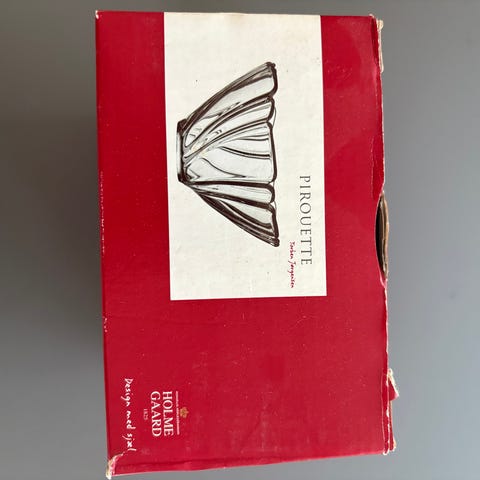 PIROUETTE
Torben Jørgensen
HOLME
GAARD
1825
Design med sjæl